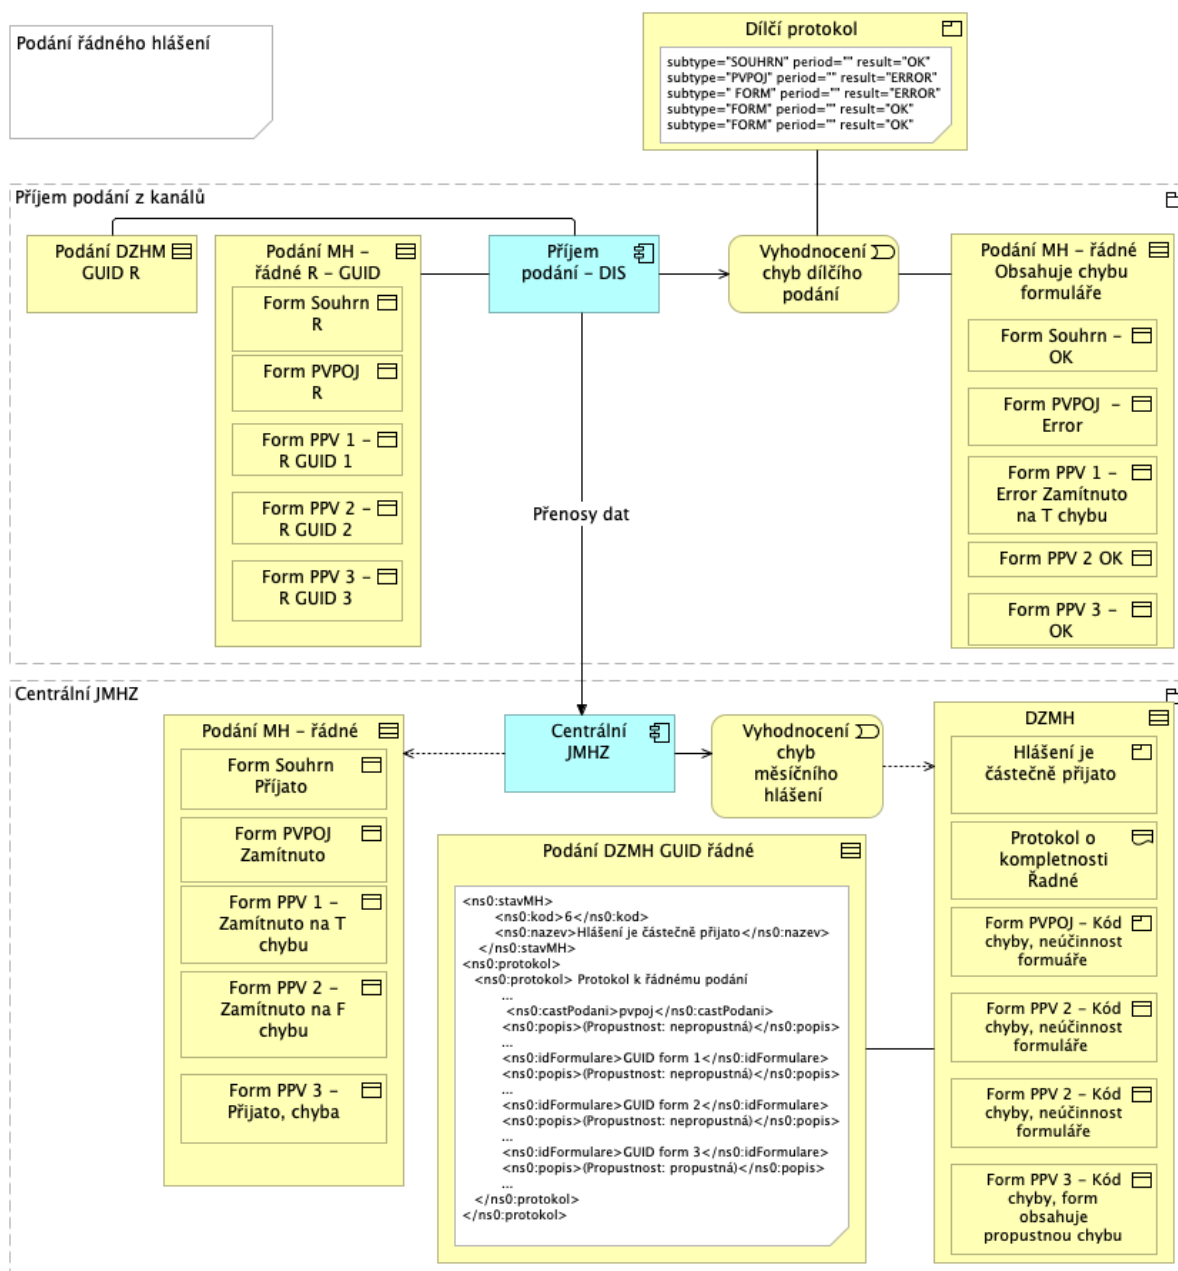 Podání řádného hlášení
Dílčí protokol
subtype="SOUHRN" period="" result="OK"
subtype="PVPOJ" period="" result="ERROR"
subtype=" FORM" period="" result="ERROR"
subtype="FORM" period="" result="OK"
subtype="FORM" period="" result="OK"
Příjem podání z kanálů
Podání DZHM
GUID R
Podání MH –
řádné R – GUID
Form Souhrn
R
Form PVPOJ
R
Form PPV 1 –
R GUID 1
Form PPV 2 –
R GUID 2
Form PPV 3 –
R GUID 3
Příjem
podání – DIS
Vyhodnocení
chyb dílčího
podání
Podání MH – řádné
Obsahuje chybu
formuláře
Form Souhrn –
OK
Form PVPOJ –
Error
Form PPV 1 –
Error Zamítnuto
na T chybu
Form PPV 2 OK
Form PPV 3 –
OK
Přenosy dat
Centrální JMHZ
Podání MH – řádné
Form Souhrn
Příjato
Form PVPOJ
Zamítnuto
Form PPV 1 –
Zamítnuto na T
chybu
Form PPV 2 –
Zamítnuto na F
chybu
Form PPV 3 –
Přijato, chyba
Centrální
JMHZ
Vyhodnocení
chyb
měsíčního
hlášení
DZMH
Hlášení je
částečně přijato
Protokol o
kompletnosti
Řadné
Form PVPOJ – Kód
chyby, neúčinnost
formuáře
Form PPV 2 – Kód
chyby, neúčinnost
formuláře
Form PPV 2 – Kód
chyby, neúčinnost
formuláře
Form PPV 3 – Kód
chyby, form
obsahuje
propustnou chybu
Podání DZMH GUID řádné
<ns0:stavMH>
<ns0:kod>6</ns0:kod>
<ns0:nazev>Hlášení je částečně přijato</ns0:nazev>
</ns0:stavMH>
<ns0:protokol>
<ns0:protokol> Protokol k řádnému podání
...
<ns0:castPodani>pvpoj</ns0:castPodani>
<ns0:popis>(Propustnost: nepropustná)</ns0:popis>
...
<ns0:idFormulare>GUID form 1</ns0:idFormulare>
<ns0:popis>(Propustnost: nepropustná)</ns0:popis>
...
<ns0:idFormulare>GUID form 2</ns0:idFormulare>
<ns0:popis>(Propustnost: nepropustná)</ns0:popis>
...
<ns0:idFormulare>GUID form 3</ns0:idFormulare>
<ns0:popis>(Propustnost: propustná)</ns0:popis>
...
</ns0:protokol>
</ns0:protokol>